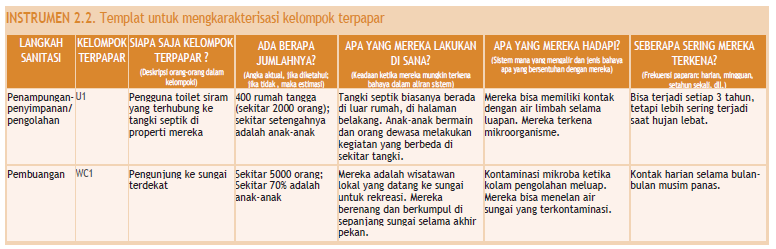 INSTRUMEN 2.2. Templat untuk mengkarakterisasi kelompok terpapar
LANGKAH
SANITASI
KELOMPOK
TERPAPAR
SIAPA SAJA KELOMPOK
TERPAPAR ?
(Deskripsi orang-orang dalam
kelompok)
ADA BERAPA
JUMLAHNYA?
(Angka aktual, jika diketahui;
jika tidak , maka estimasi)
APA YANG MEREKA LAKUKAN
DI SANA?
(Keadaan ketika mereka mungkin terkena
bahaya dalam aliran sistem)
APA YANG MEREKA HADAPI?
(Sistem mana yang mengalir dan jenis bahaya
apa yang bersentuhan dengan mereka)
SEBERAPA SERING MEREKA
TERKENA?
(Frekuensi paparan: harian, mingguan,
setahun sekali, dll.)
Penampungan-
penyimpanan/
pengolahan
U1
Pengguna toilet siram
yang terhubung ke
tangki septik di
properti mereka
400 rumah tangga
(sekitar 2000 orang);
sekitar setengahnya
adalah anak-anak
Tangki septik biasanya berada
di luar rumah, di halaman
belakang. Anak-anak bermain
dan orang dewasa melakukan
kegiatan yang berbeda di
sekitar tangki.
Mereka bisa memiliki kontak
dengan air limbah selama
luapan. Mereka terkena
mikroorganisme.
Bisa terjadi setiap 3 tahun,
tetapi lebih sering terjadi
saat hujan lebat.
Pembuangan
WC1
Pengunjung ke sungai
terdekat
Sekitar 5000 orang;
Sekitar 70% adalah
anak-anak
Mereka adalah wisatawan
lokal yang datang ke sungai
untuk rekreasi. Mereka
berenang dan berkumpul di
sepanjang sungai selama akhir
pekan.
Kontaminasi mikroba ketika
kolam pengolahan meluap.
Mereka bisa menelan air
sungai yang terkontaminasi.
Kontak harian selama bulan-
bulan musim panas.